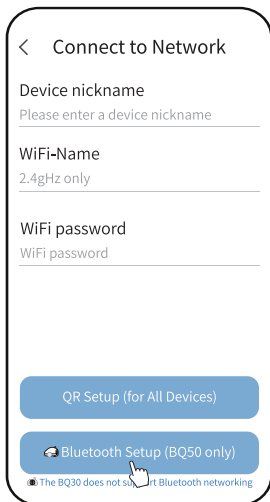 Connect to Network
Device nickname
Please enter a device nickname
WiFi-Name
2.4gHz only
WiFi password
WiFi password
QR Setup (for All Devices)
Bluetooth Setup (BQ50 only)
The BQ30 does not support Bluetooth networking